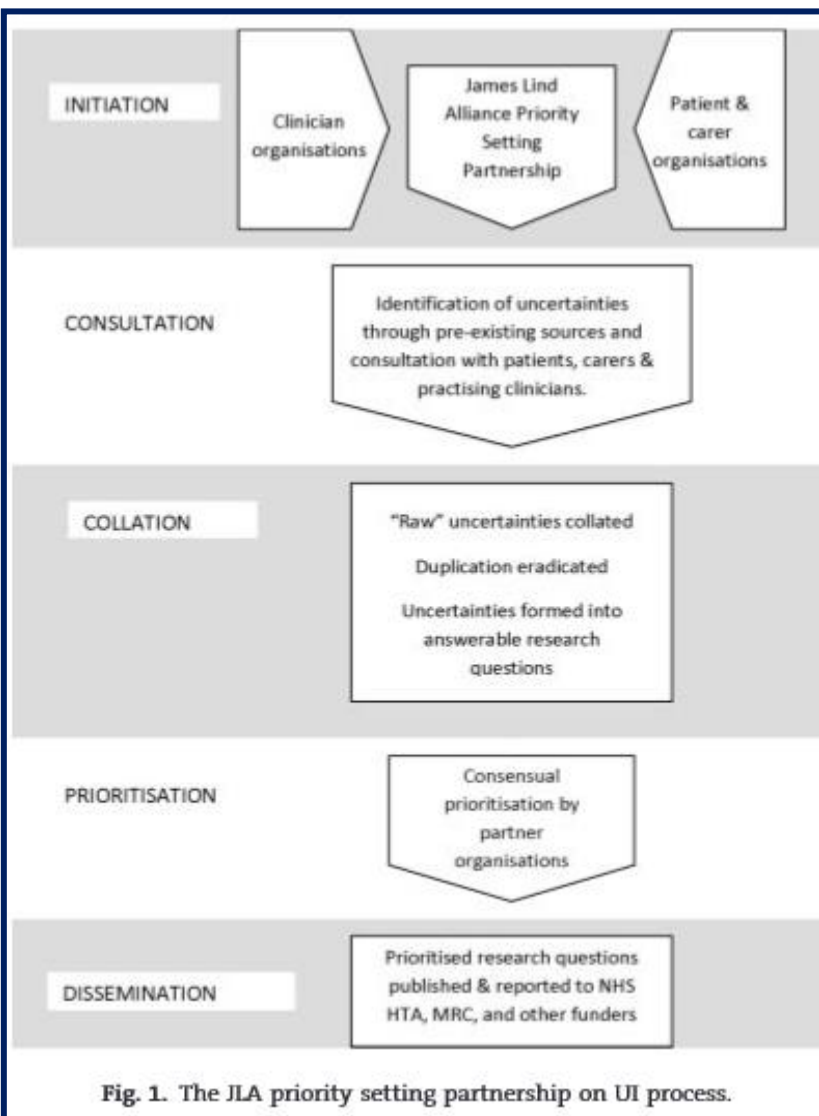 INITIATION
Clinician
organisations
James Lind
Alliance Priority
Setting
Partnership
Patient &
carer
organisations
CONSULTATION
Identification of uncertainties
through pre-existing sources and
consultation with patients, carers &
practising clinicians.
COLLATION
“Raw” uncertainties collated
Duplication eradicated
Uncertainties formed into
answerable research
questions
PRIORITISATION
Consensual
prioritisation by
partner
organisations
DISSEMINATION
Prioritised research questions
published & reported to NHS
HTA, MRC, and other funders
Fig. 1. The JLA priority setting partnership on UI process.